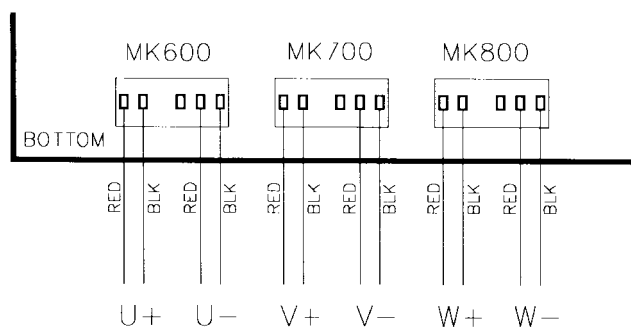 MK600 MK700 MK800
BOTTOM
RED BLK RED BLK RED BLK RED BLK RED BLK RED BLK
U+ U- V+ V- W+ W-